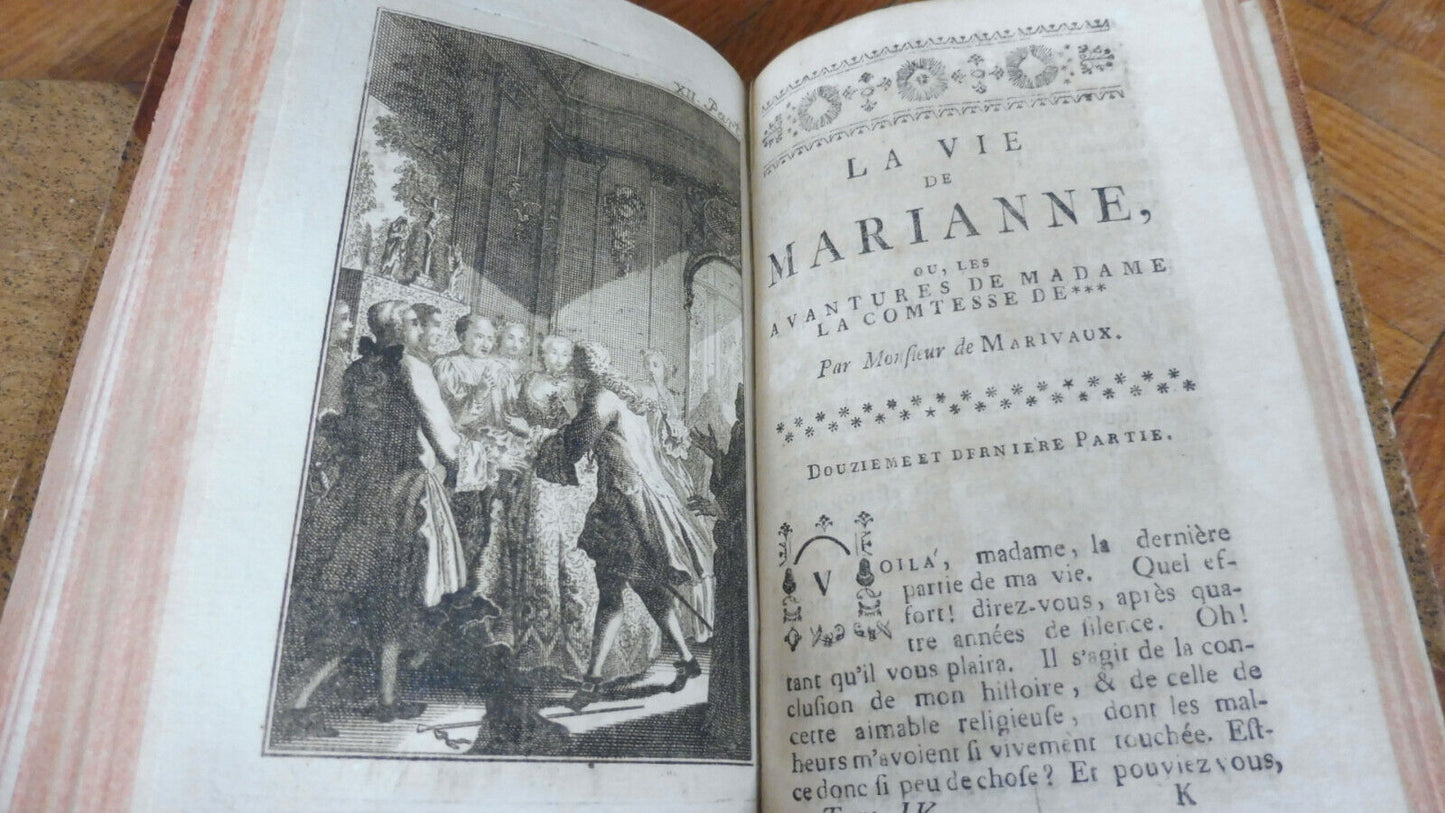 XII. Part.
LA VIE
DE
MARIANNE,
OU, LES
AVANTURES DE MADAME
LA COMTESSE DE***
Par Monſieur de MARIVAUX.
DOUZIEME ET DERNIÈRE PARTIE.
VOILÁ, madame, la dernière
partie de ma vie. Quel ef-
fort! direz-vous, après qua-
tre années de ſilence. Oh!
tant qu'il vous plaira. Il s'agit de la con-
cluſion de mon hiſtoire, & de celle de
cette aimable religieuſe, dont les mal-
heurs m'avoient ſi vivement touchée. Eſt-
ce donc ſi peu de choſe? Et pouviez vous,
Tome IV. K